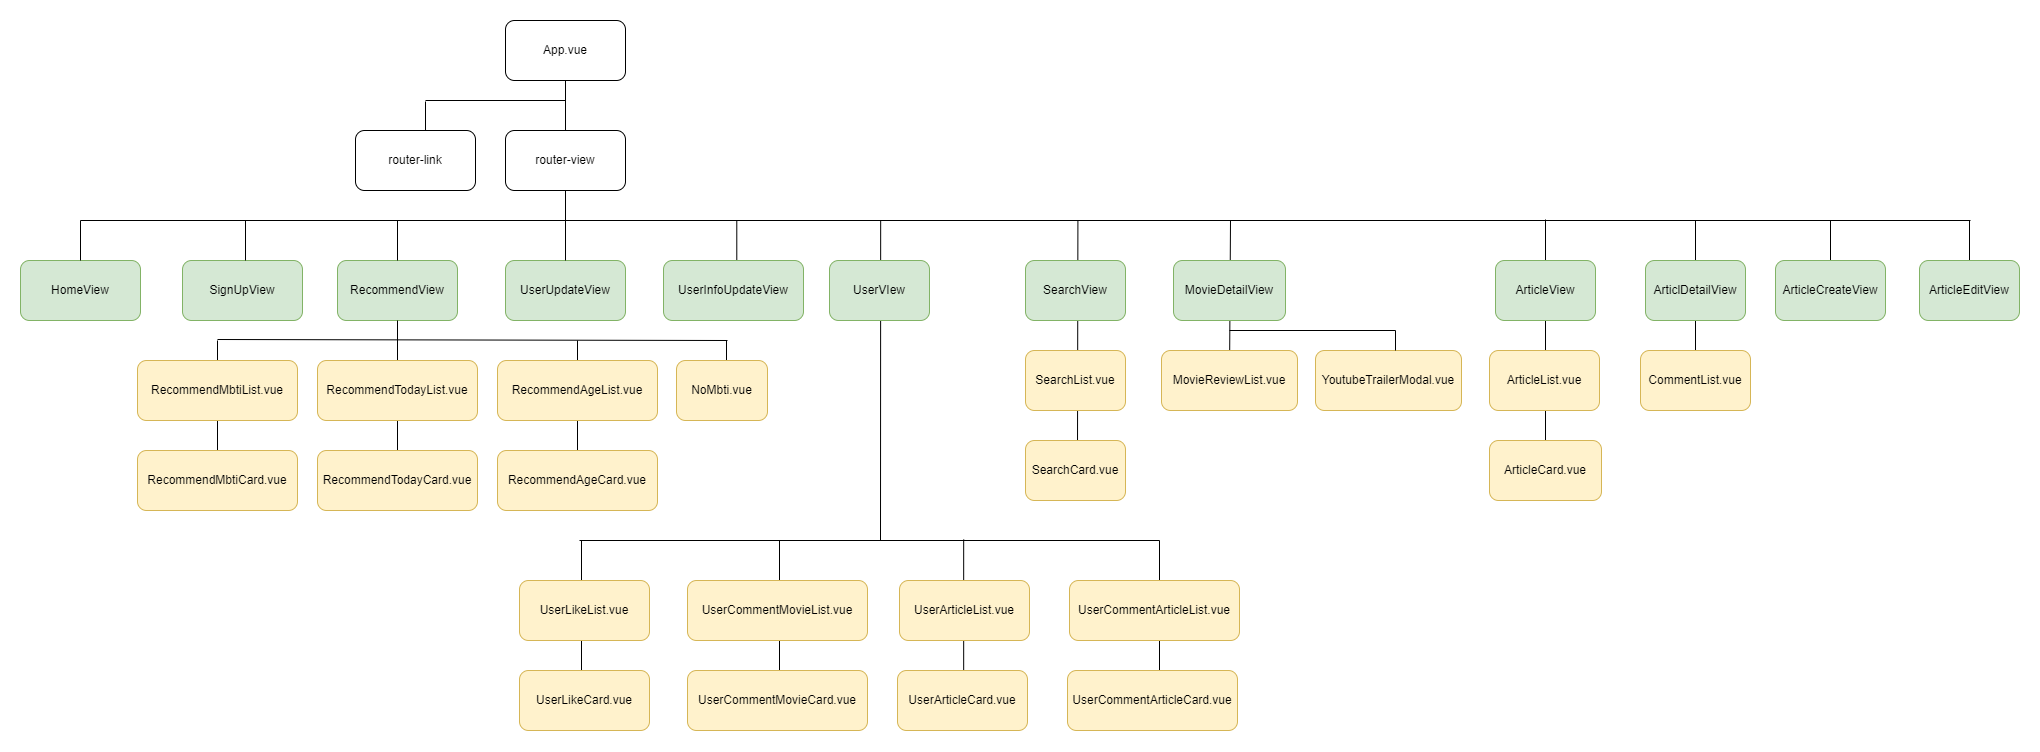 App.vue
router-link
router-view
HomeView
SignUpView
RecommendView
UserUpdateView
UserInfoUpdateView
UserVIew
SearchView
MovieDetailView
ArticleView
ArticlDetailView
ArticleCreateView
ArticleEditView
RecommendMbtiList.vue
RecommendTodayList.vue
RecommendAgeList.vue
NoMbti.vue
SearchList.vue
MovieReviewList.vue
YoutubeTrailerModal.vue
ArticleList.vue
CommentList.vue
RecommendMbtiCard.vue
RecommendTodayCard.vue
RecommendAgeCard.vue
SearchCard.vue
ArticleCard.vue
UserLikeList.vue
UserCommentMovieList.vue
UserArticleList.vue
UserCommentArticleList.vue
UserLikeCard.vue
UserCommentMovieCard.vue
UserArticleCard.vue
UserCommentArticleCard.vue